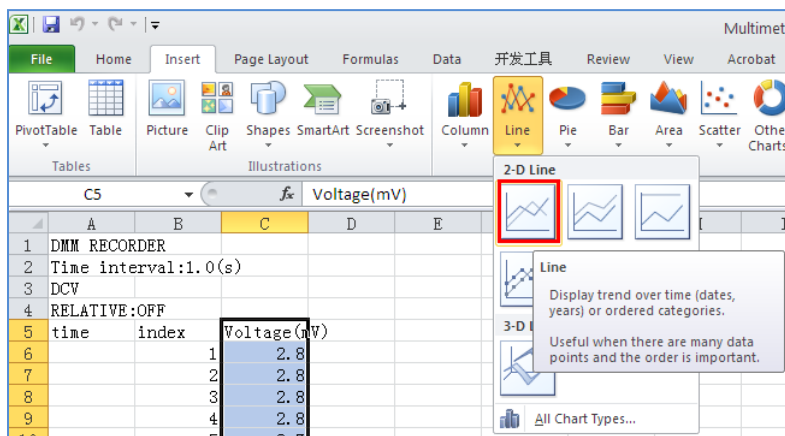 Multimet
File Home Insert Page Layout Formulas Data 开发工具 Review View Acrobat
PivotTable Table Picture Clip Art Shapes SmartArt Screenshot Column Line Pie Bar Area Scatter Othe Charts
Tables Illustrations
2-D Line
C5 fx Voltage(mV)
A B C D E
1 DMM RECORDER
2 Time interval:1.0(s)
3 DCV
4 RELATIVE:OFF
5 time index Voltage(mV)
6 1 2.8
7 2 2.8
8 3 2.8
9 4 2.8
Line
Display trend over time (dates,
years) or ordered categories.
Useful when there are many data
points and the order is important.
3-D
All Chart Types...